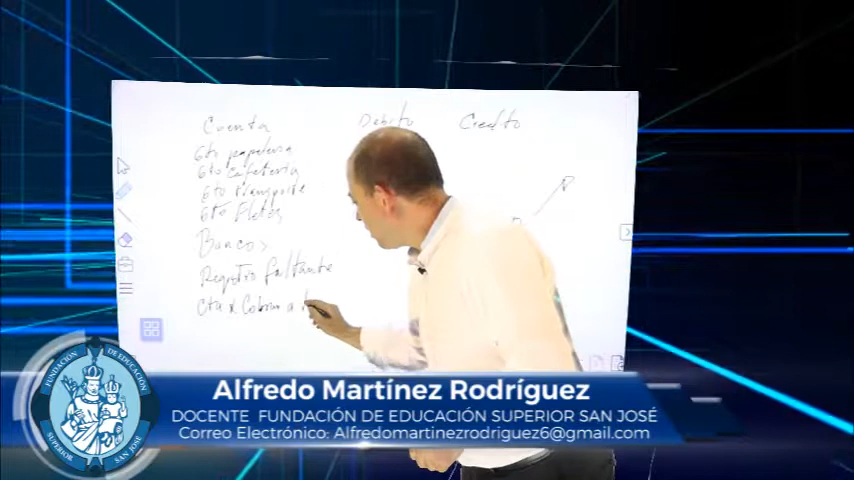 Cuenta Debito Credito
Gto papeleria
Gto cafeteria
Gto transporte
Gto Fletes
Bancos
Registro faltante
Cta x Cobrar a
Alfredo Martínez Rodríguez
DOCENTE FUNDACIÓN DE EDUCACIÓN SUPERIOR SAN JOSÉ
Correo Electrónico: Alfredomartinezrodriguez6@gmail.com
FUNDACIÓN DE EDUCACIÓN SUPERIOR SAN JOSÉ